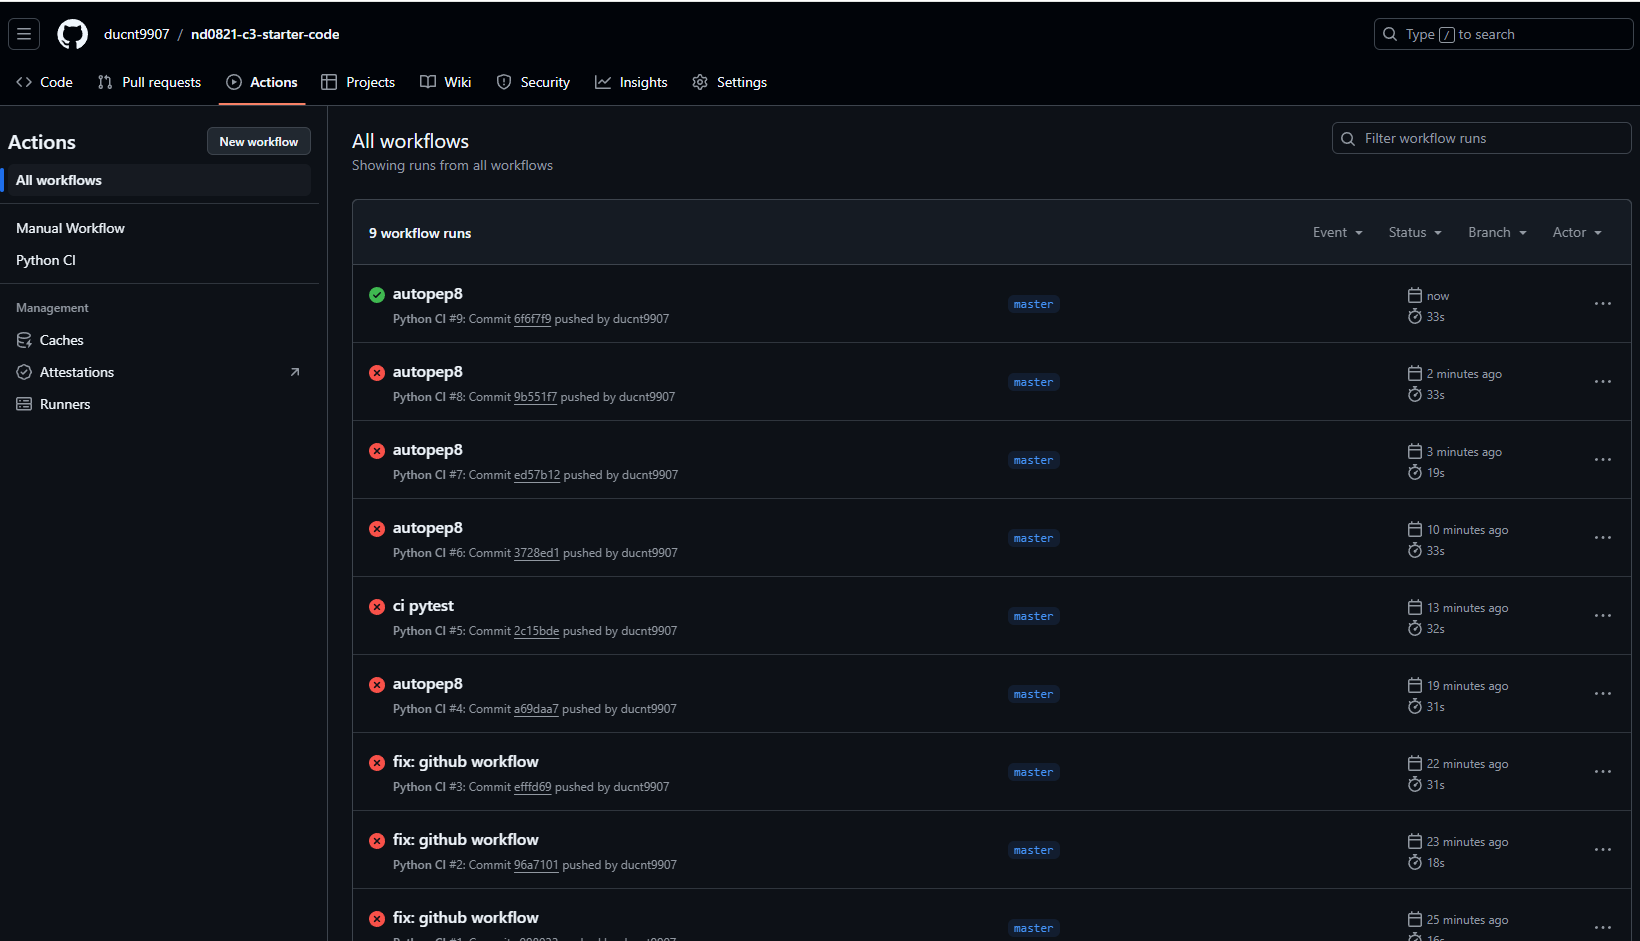 ducnt9907 / nd0821-c3-starter-code
Type / to search
Code Pull requests Actions Projects Wiki Security Insights Settings
Actions
New workflow
All workflows
Manual Workflow
Python CI
Management
Caches
Attestations
Runners
All workflows
Showing runs from all workflows
Filter workflow runs
9 workflow runs
Event Status Branch Actor
autopep8
Python CI #9: Commit 6f6f7f9 pushed by ducnt9907
master
now
33s
autopep8
Python CI #8: Commit 9b551f7 pushed by ducnt9907
master
2 minutes ago
33s
autopep8
Python CI #7: Commit ed57b12 pushed by ducnt9907
master
3 minutes ago
19s
autopep8
Python CI #6: Commit 3728ed1 pushed by ducnt9907
master
10 minutes ago
33s
ci pytest
Python CI #5: Commit 2c15bde pushed by ducnt9907
master
13 minutes ago
32s
autopep8
Python CI #4: Commit a69daa7 pushed by ducnt9907
master
19 minutes ago
31s
fix: github workflow
Python CI #3: Commit efffd69 pushed by ducnt9907
master
22 minutes ago
31s
fix: github workflow
Python CI #2: Commit 96a7101 pushed by ducnt9907
master
23 minutes ago
18s
fix: github workflow
master
25 minutes ago